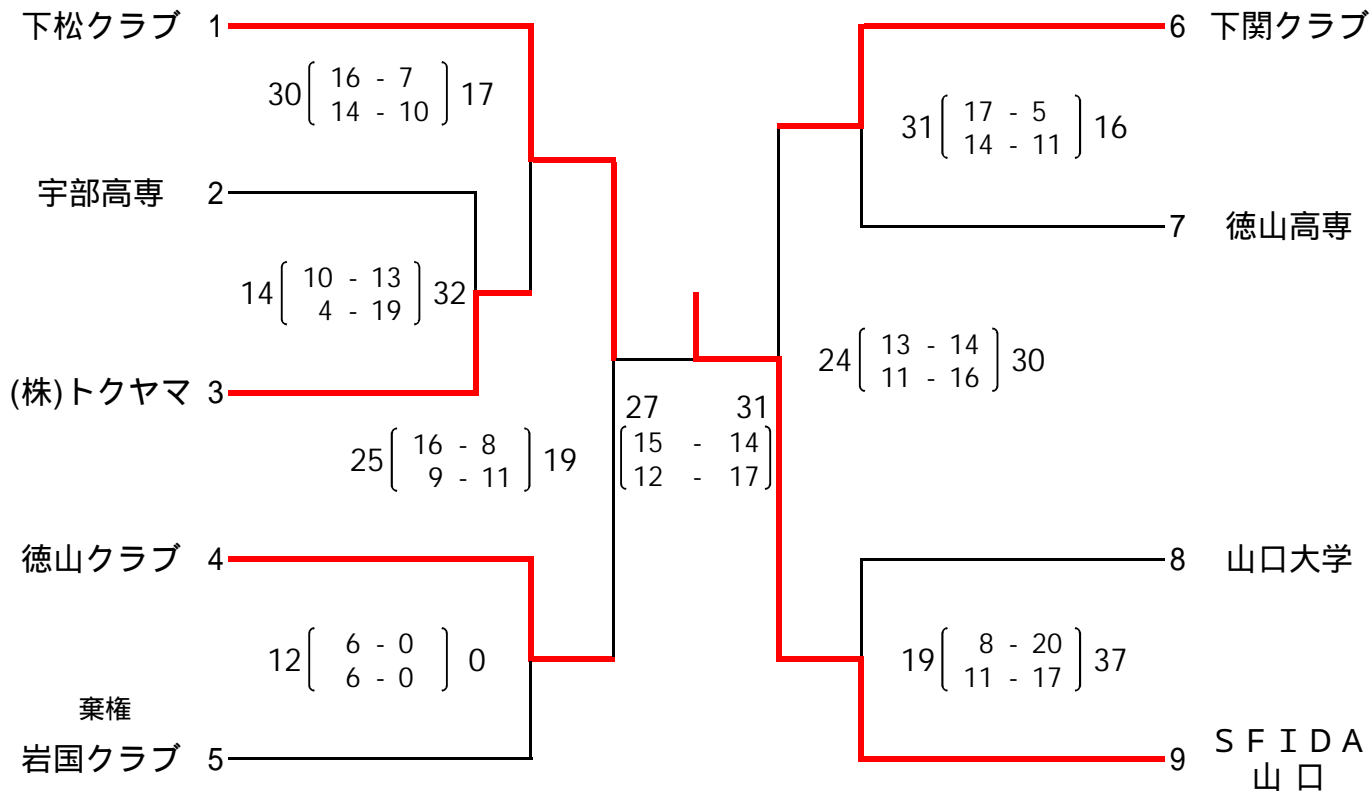 下松クラブ 1
30 16 - 7 17
14 - 10
宇部高専 2
14 10 - 13 32
4 - 19
(株)トクヤマ 3
25 16 - 8 19
9 - 11
徳山クラブ 4
12 6 - 0 0
6 - 0
棄権
岩国クラブ 5
27 31
15 - 14
12 - 17
6 下関クラブ
31 17 - 5 16
14 - 11
7 徳山高専
24 13 - 14 30
11 - 16
8 山口大学
19 8 - 20 37
11 - 17
9 ＳＦＩＤＡ
山口